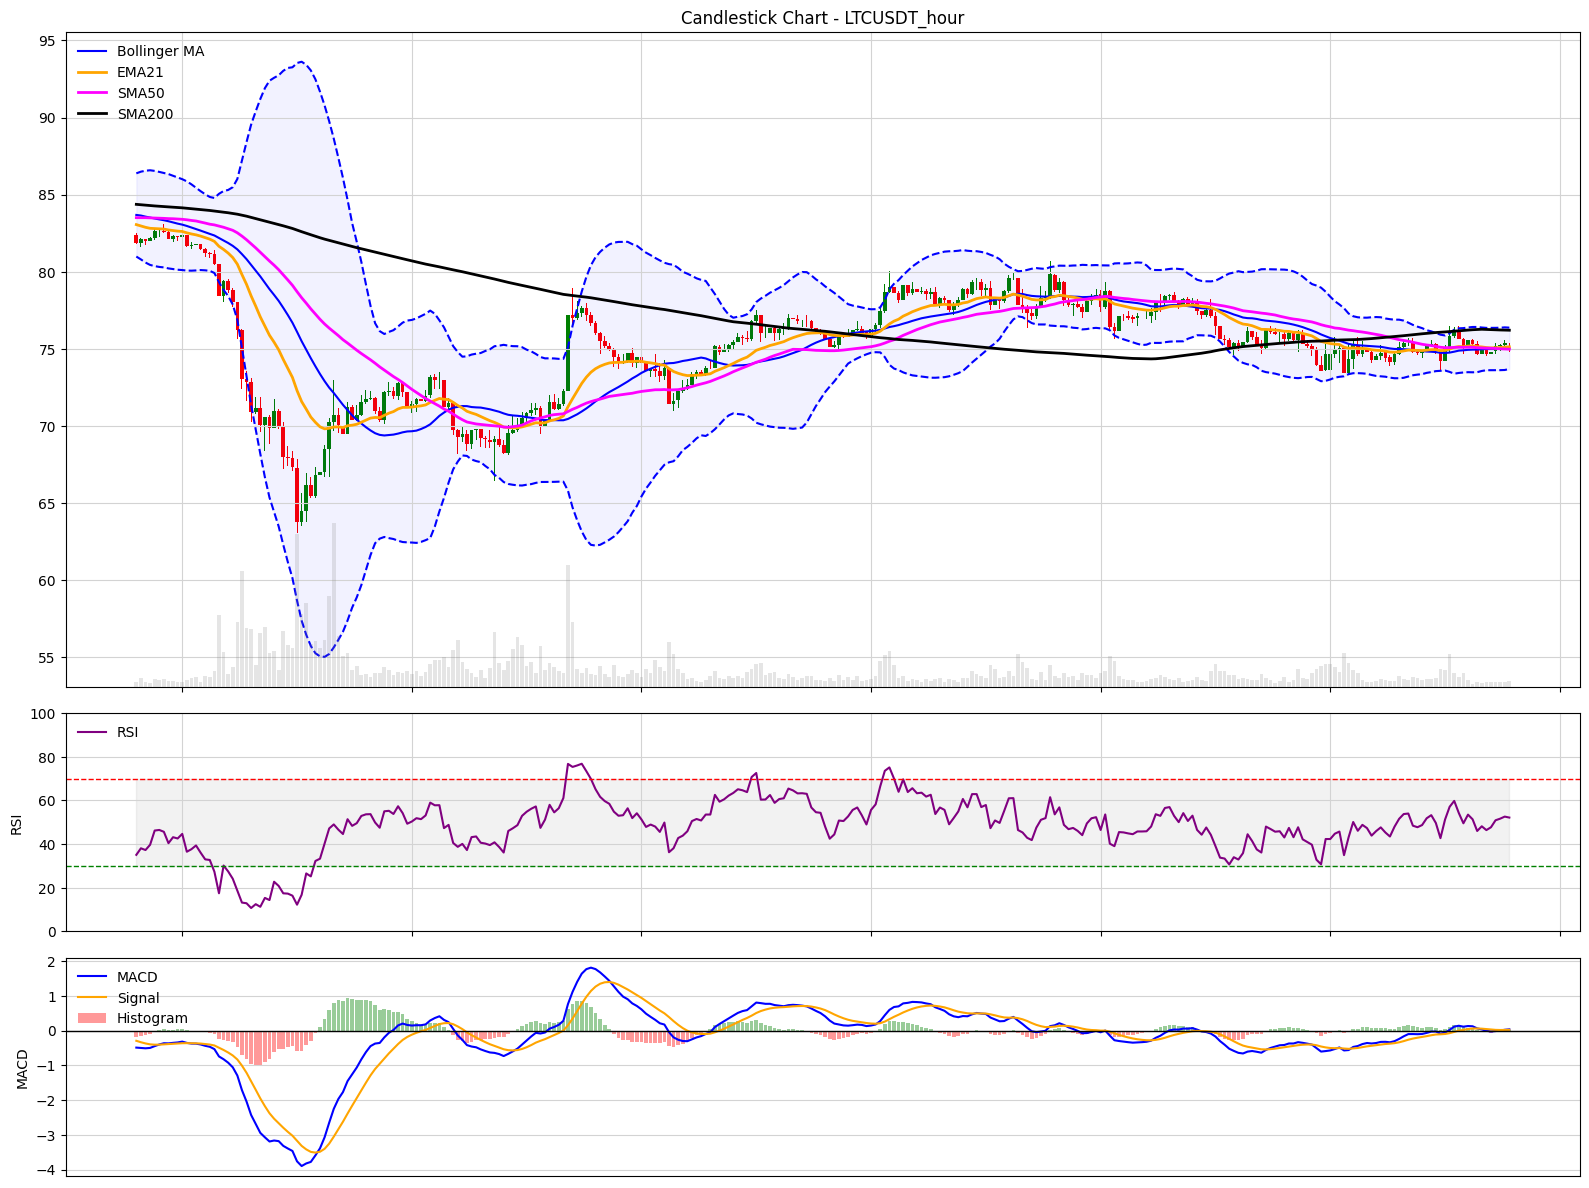 Candlestick Chart - LTCUSDT_hour
95
90
85
80
75
70
65
60
55
Bollinger MA
EMA21
SMA50
SMA200
100
80
60
40
20
0
RSI
RSI
2
1
0
−1
−2
−3
−4
MACD
MACD
Signal
Histogram